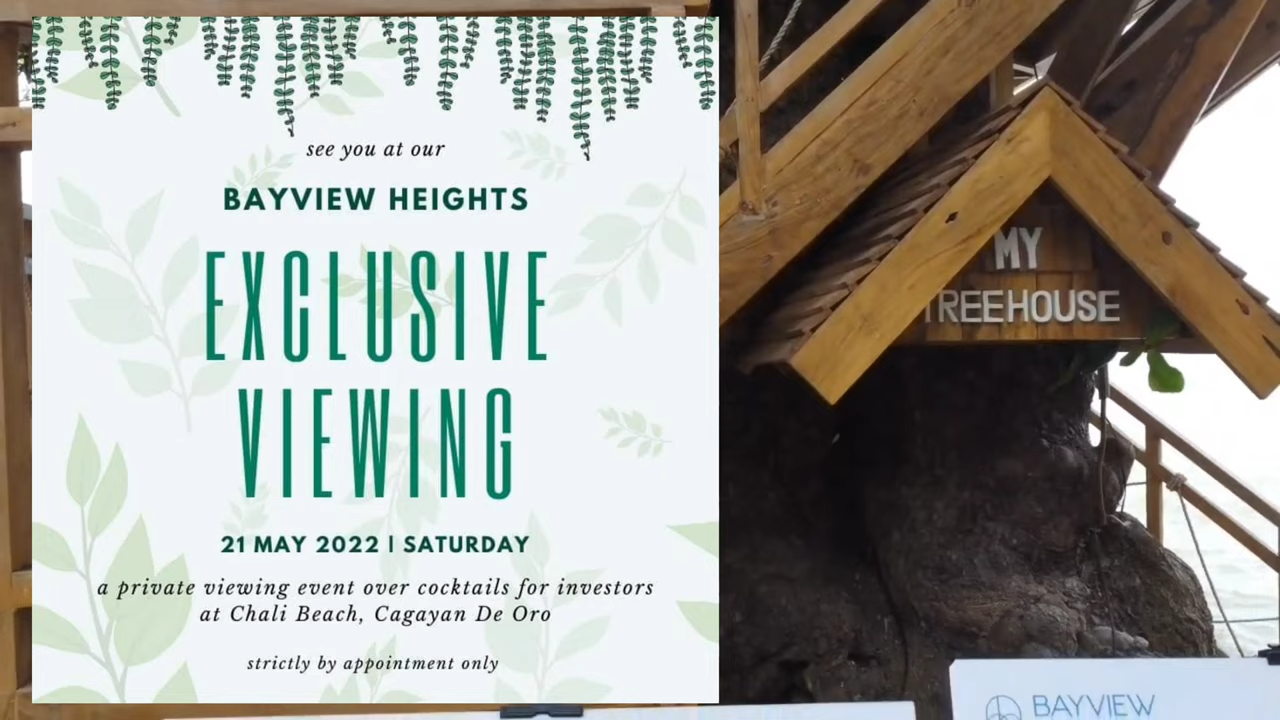 see you at our
BAYVIEW HEIGHTS
EXCLUSIVE
VIEWING
21 MAY 2022 | SATURDAY
a private viewing event over cocktails for investors
at Chali Beach, Cagayan De Oro
strictly by appointment only
MY
TREEHOUSE
BAYVIEW